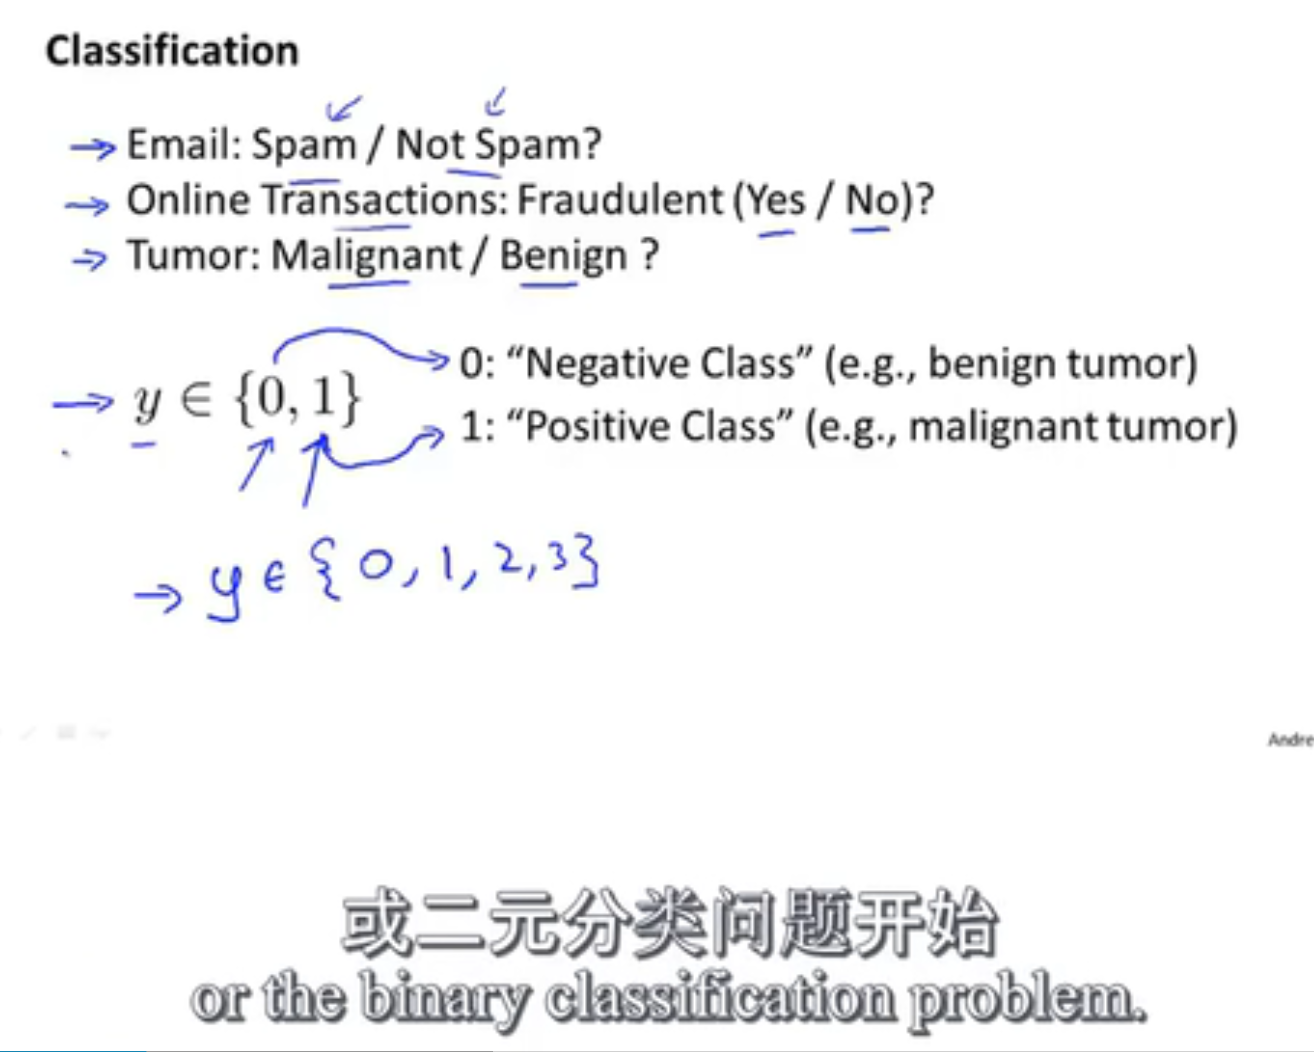 Classification
→ Email: Spam / Not Spam?
→ Online Transactions: Fraudulent (Yes / No)?
→ Tumor: Malignant / Benign ?
→ y ∈ {0, 1}
0: “Negative Class” (e.g., benign tumor)
1: “Positive Class” (e.g., malignant tumor)
→ y ∈ {0, 1, 2, 3}
Andre
或二元分类问题开始
or the binary classification problem.